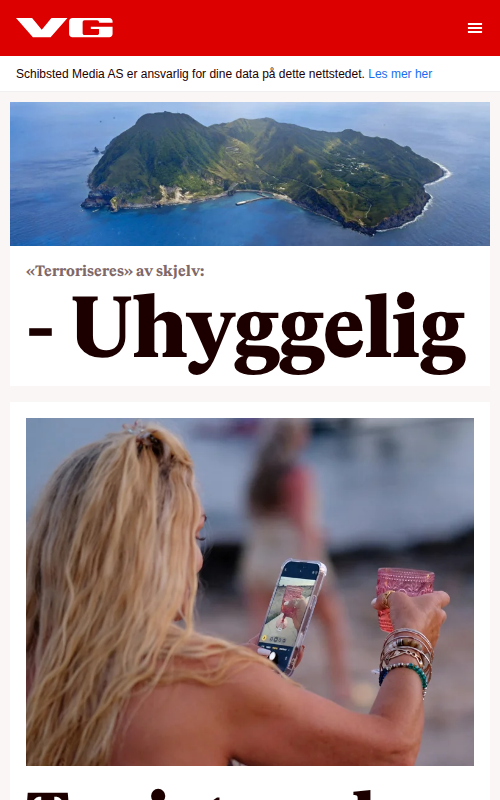 VG
Schibsted Media AS er ansvarlig for dine data på dette nettstedet. Les mer her
«Terroriseres» av skjelv:
- Uhyggelig